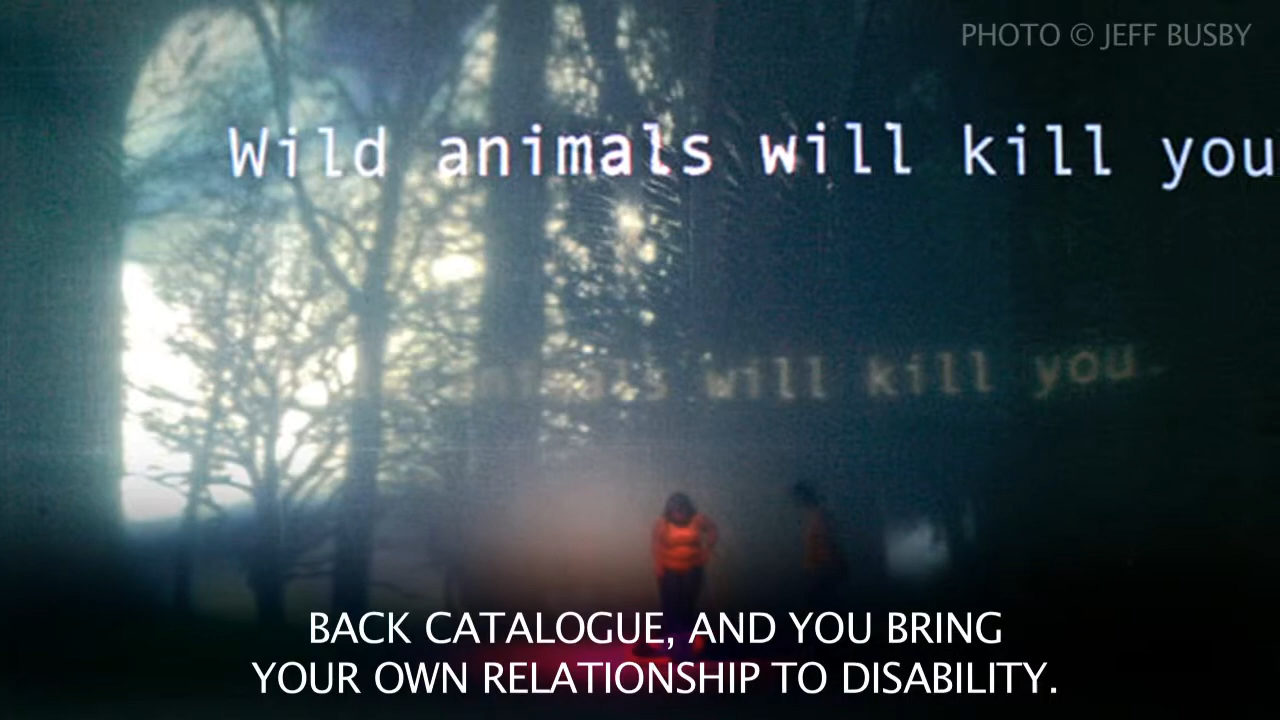 PHOTO © JEFF BUSBY
Wild animals will kill you
animals will kill you.
BACK CATALOGUE, AND YOU BRING
YOUR OWN RELATIONSHIP TO DISABILITY.